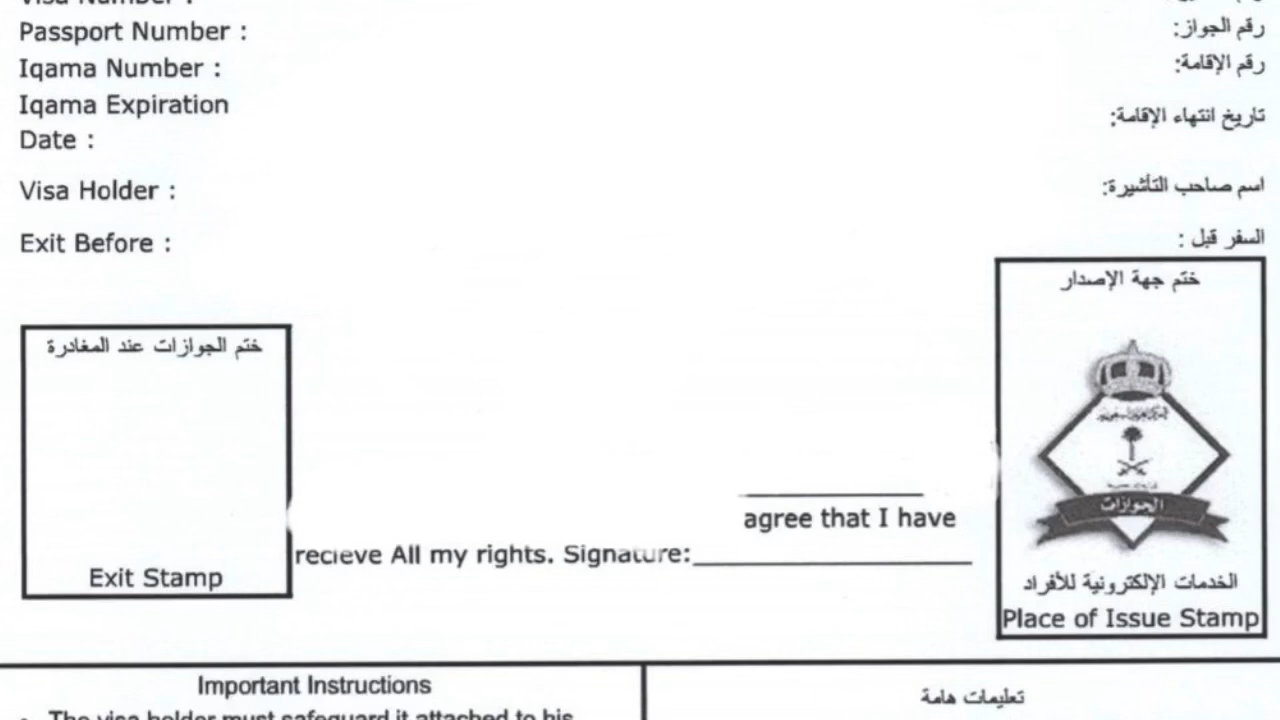 Visa Number :
Passport Number :
رقم الجواز:
Iqama Number :
رقم الإقامة:
Iqama Expiration
Date :
تاريخ انتهاء الإقامة:
Visa Holder :
اسم صاحب التأشيرة:
Exit Before :
السفر قبل :
ختم جهة الإصدار
ختم الجوازات عند المغادرة
الجوازات
agree that I have
recieve All my rights. Signature:
Exit Stamp
الخدمات الإلكترونية للأفراد
Place of Issue Stamp
Important Instructions
تعليمات هامة
The visa holder must safeguard it attached to his